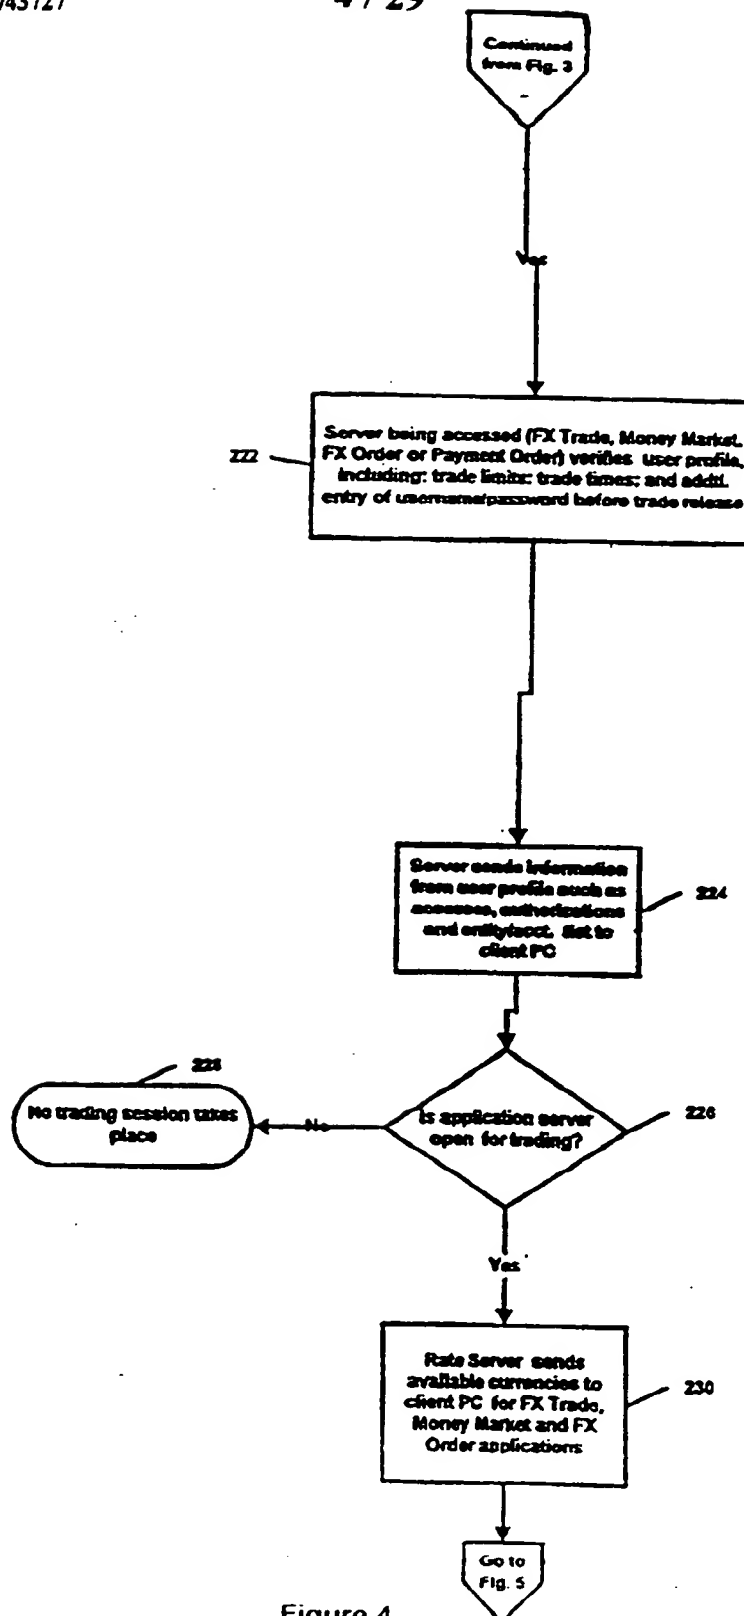 4 / 29
Continued
from Fig. 3
Yes
222
Server being accessed (FX Trade, Money Market,
FX Order or Payment Order) verifies user profile,
including: trade limits; trade times; and addtl.
entry of username/password before trade release
Server sends information
from user profile such as
accesses, authorizations
and entity/acct. list to
client PC
224
228
No trading session takes
place
No
Is application server
open for trading?
226
Yes
Rate Server sends
available currencies to
client PC for FX Trade,
Money Market and FX
Order applications
230
Go to
Fig. 5
Figure 4